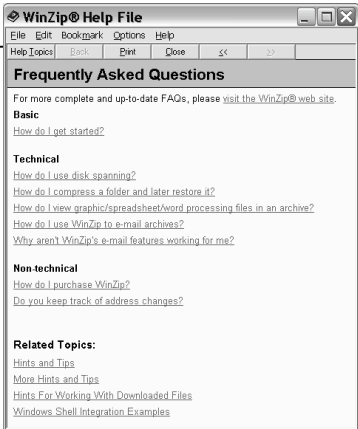 WinZip® Help File
File Edit Bookmark Options Help
Help Topics Back Print Close << >>
Frequently Asked Questions
For more complete and up-to-date FAQs, please visit the WinZip® web site.
Basic
How do I get started?
Technical
How do I use disk spanning?
How do I compress a folder and later restore it?
How do I view graphic/spreadsheet/word processing files in an archive?
How do I use WinZip to e-mail archives?
Why aren't WinZip's e-mail features working for me?
Non-technical
How do I purchase WinZip?
Do you keep track of address changes?
Related Topics:
Hints and Tips
More Hints and Tips
Hints For Working With Downloaded Files
Windows Shell Integration Examples